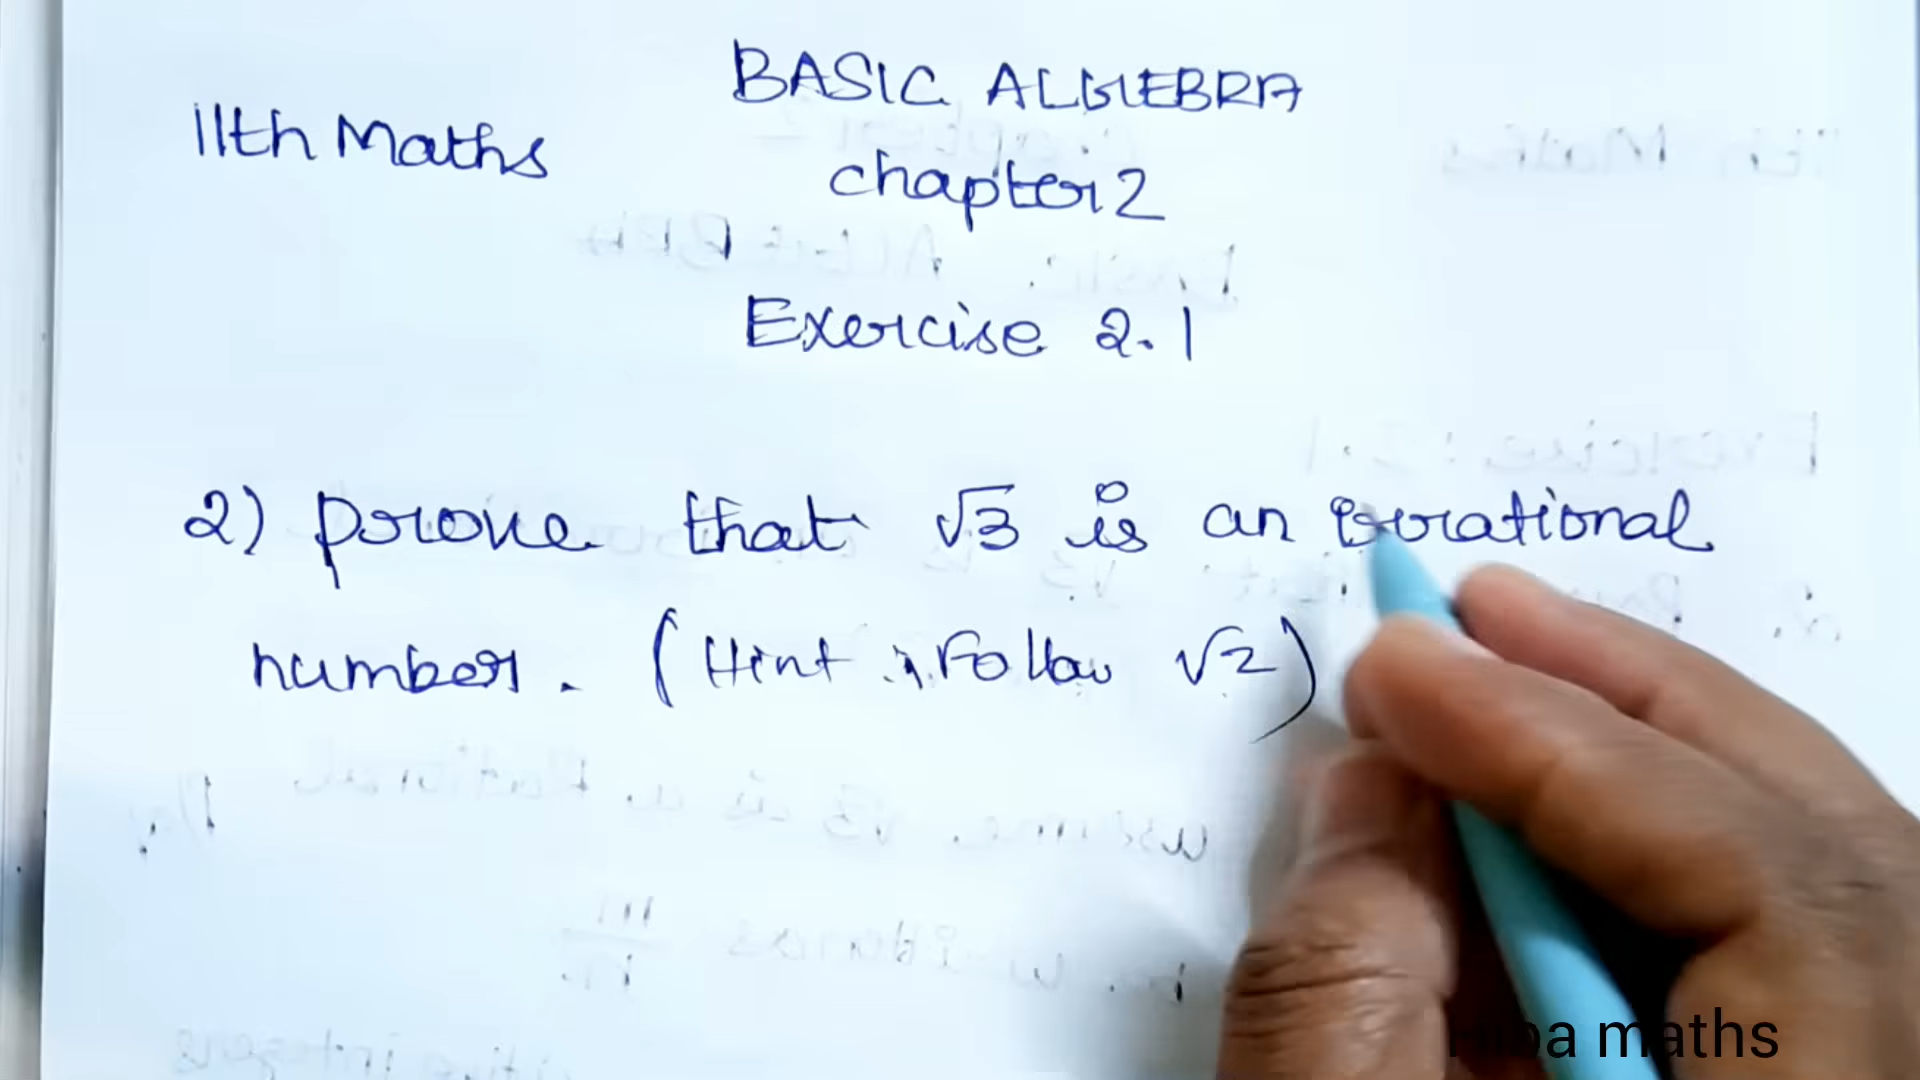 BASIC ALGEBRA
11th Maths
chapter 2
Exercise 2.1
2) prove that √3 is an irrational
number. (Hint : Follow √2)
maths